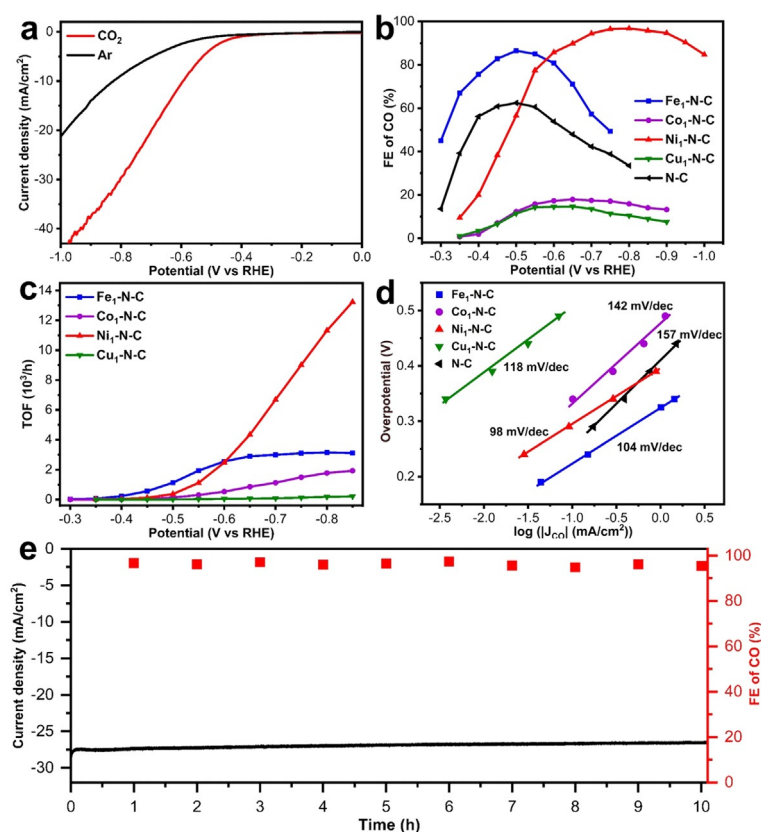 a
CO2
Ar
Current density (mA/cm2)
0
-10
-20
-30
-40
-1.0
-0.8
-0.6
-0.4
-0.2
0.0
Potential (V vs RHE)
b
FE of CO (%)
100
80
60
40
20
0
Fe1-N-C
Co1-N-C
Ni1-N-C
Cu1-N-C
N-C
-0.3
-0.4
-0.5
-0.6
-0.7
-0.8
-0.9
-1.0
Potential (V vs RHE)
c
Fe1-N-C
Co1-N-C
Ni1-N-C
Cu1-N-C
TOF (103/h)
14
12
10
8
6
4
2
0
-0.3
-0.4
-0.5
-0.6
-0.7
-0.8
Potential (V vs RHE)
d
Fe1-N-C
Co1-N-C
Ni1-N-C
Cu1-N-C
N-C
142 mV/dec
157 mV/dec
118 mV/dec
98 mV/dec
104 mV/dec
Overpotential (V)
0.5
0.4
0.3
0.2
-2.5
-2.0
-1.5
-1.0
-0.5
0.0
0.5
log (|JCO| (mA/cm2)
e
Current density (mA/cm2)
0
-5
-10
-15
-20
-25
-30
FE of CO (%)
100
80
60
40
20
0
0
1
2
3
4
5
6
7
8
9
10
Time (h)